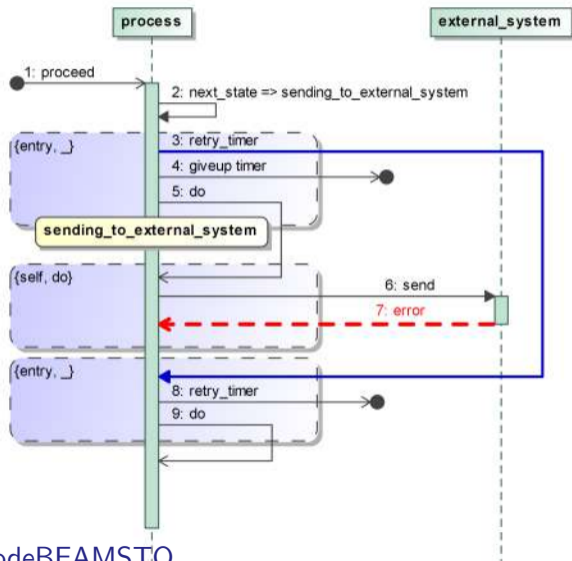 process
external_system
1: proceed
2: next_state => sending_to_external_system
{entry, _}
3: retry_timer
4: giveup timer
5: do
sending_to_external_system
{self, do}
6: send
7: error
{entry, _}
8: retry_timer
9: do
odeBEAMSTO